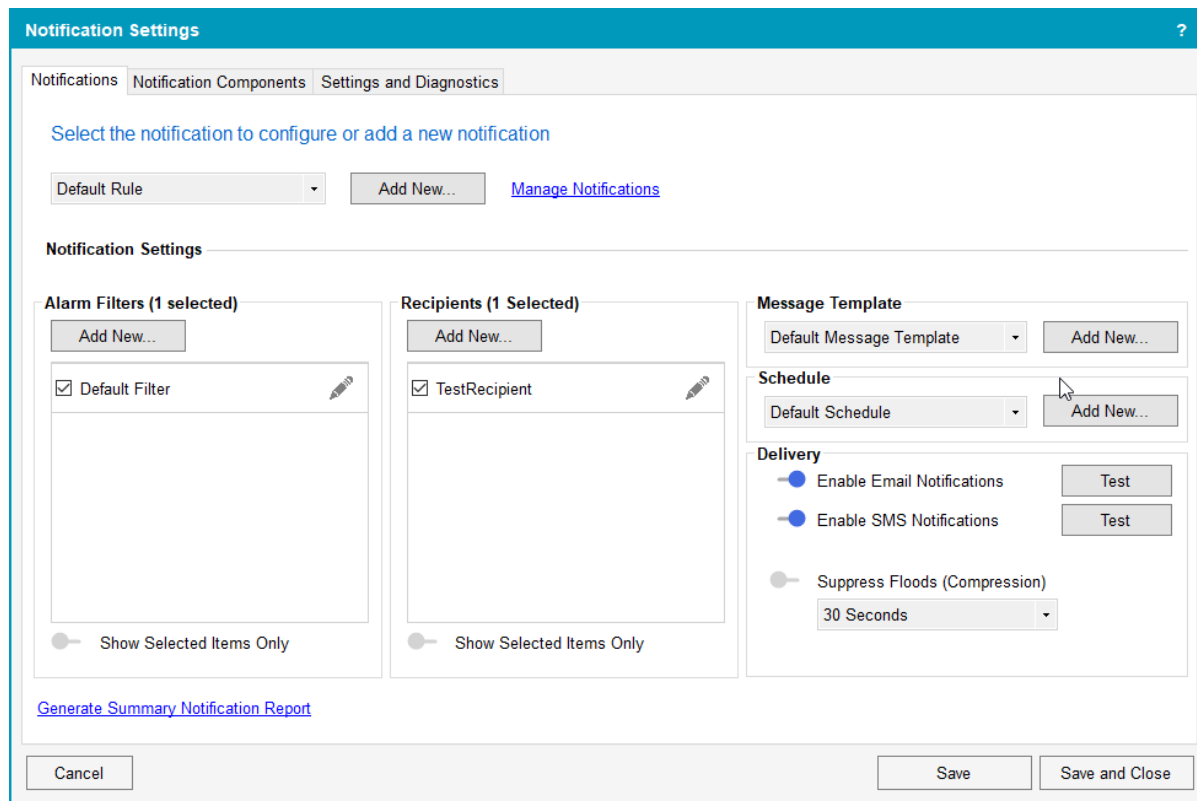 Notification Settings ?
Notifications Notification Components Settings and Diagnostics
Select the notification to configure or add a new notification
Default Rule Add New... Manage Notifications
Notification Settings
Alarm Filters (1 selected)
Add New...
Default Filter
Show Selected Items Only
Recipients (1 Selected)
Add New...
TestRecipient
Show Selected Items Only
Message Template
Default Message Template Add New...
Schedule
Default Schedule Add New...
Delivery
Enable Email Notifications Test
Enable SMS Notifications Test
Suppress Floods (Compression)
30 Seconds
Generate Summary Notification Report
Cancel Save Save and Close